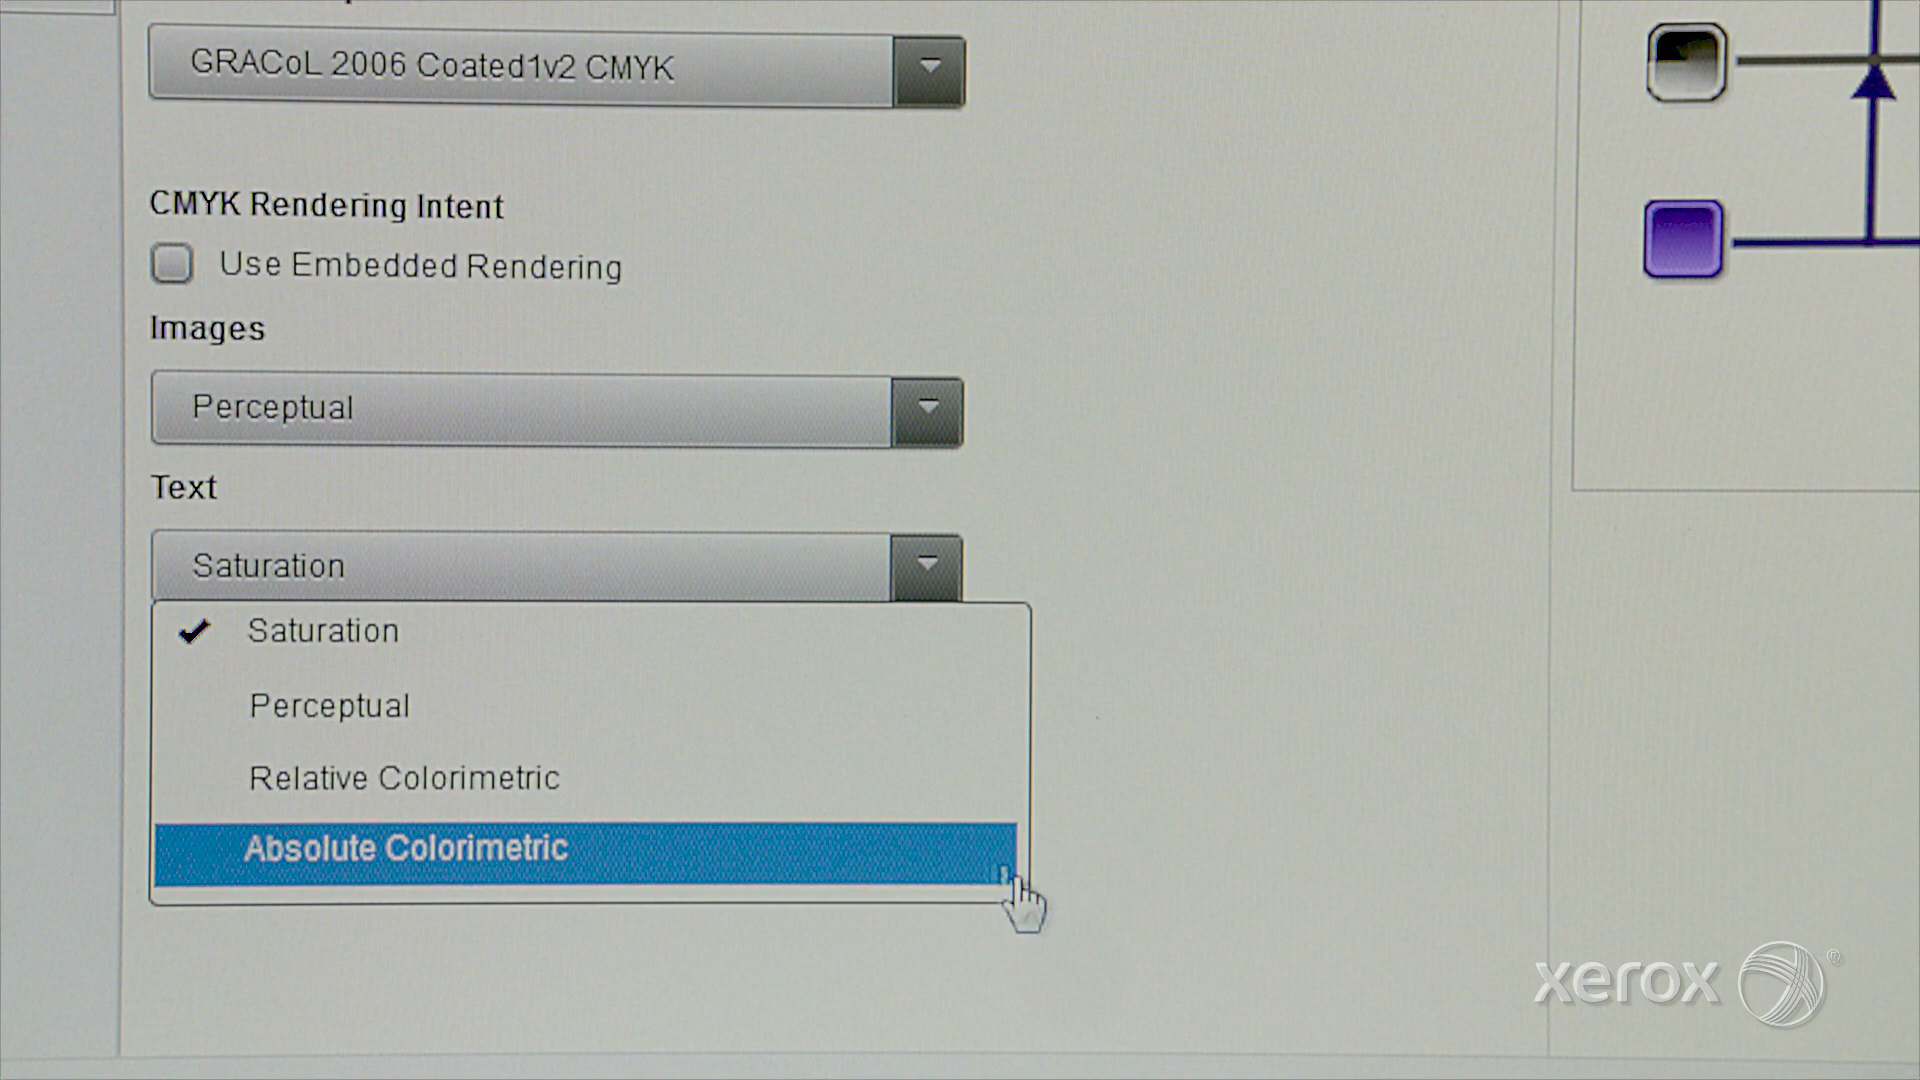 GRACoL 2006 Coated1v2 CMYK
CMYK Rendering Intent
Use Embedded Rendering
Images
Perceptual
Text
Saturation
Saturation
Perceptual
Relative Colorimetric
Absolute Colorimetric
xerox ®